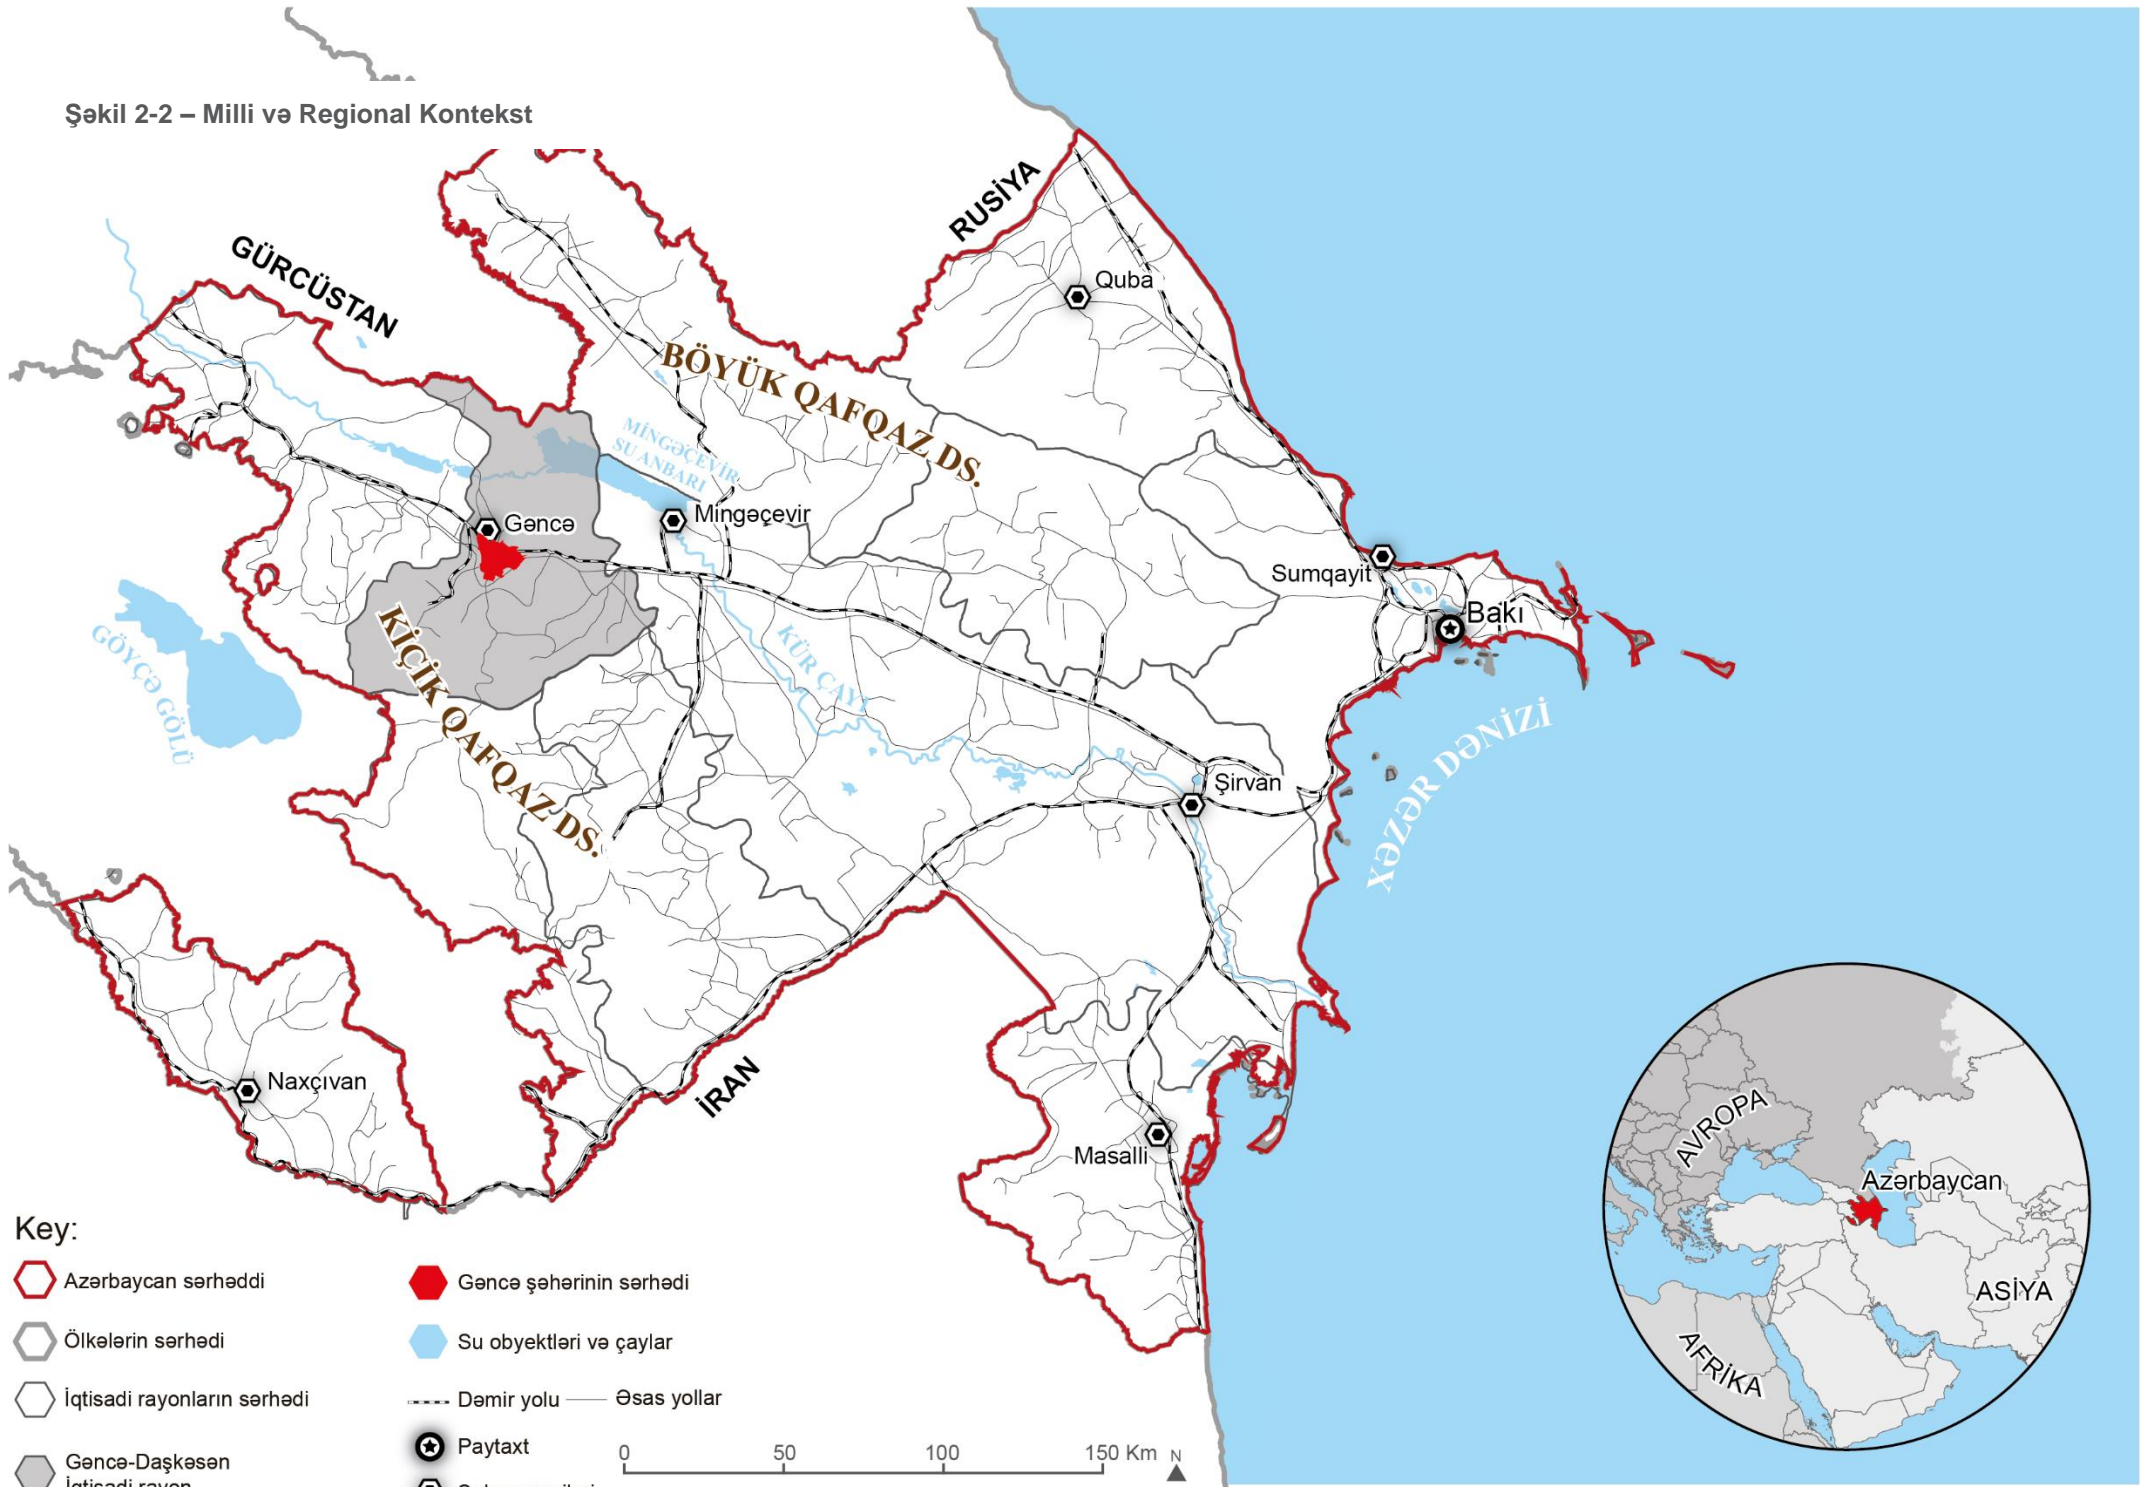 Şəkil 2-2 – Milli və Regional Kontekst
RUSİYA
GÜRCÜSTAN
Quba
BÖYÜK QAFQAZ DS.
MİNGƏÇEVİR
SU ANBARI
Gəncə
Mingəçevir
Sumqayit
Bakı
GÖYÇƏ GÖLÜ
KİÇİK QAFQAZ DS.
KÜR ÇAYI
XƏZƏR DƏNİZİ
Şirvan
Naxçıvan
İRAN
Masalli
AVROPA
Azərbaycan
ASİYA
AFRİKA
Key:
Azərbaycan sərhəddi
Ölkələrin sərhədi
İqtisadi rayonların sərhədi
Gəncə-Daşkəsən
İqtisadi rayon
Gəncə şəhərinin sərhədi
Su obyektləri və çaylar
Dəmir yolu
Əsas yollar
Paytaxt
0 50 100 150 Km
N